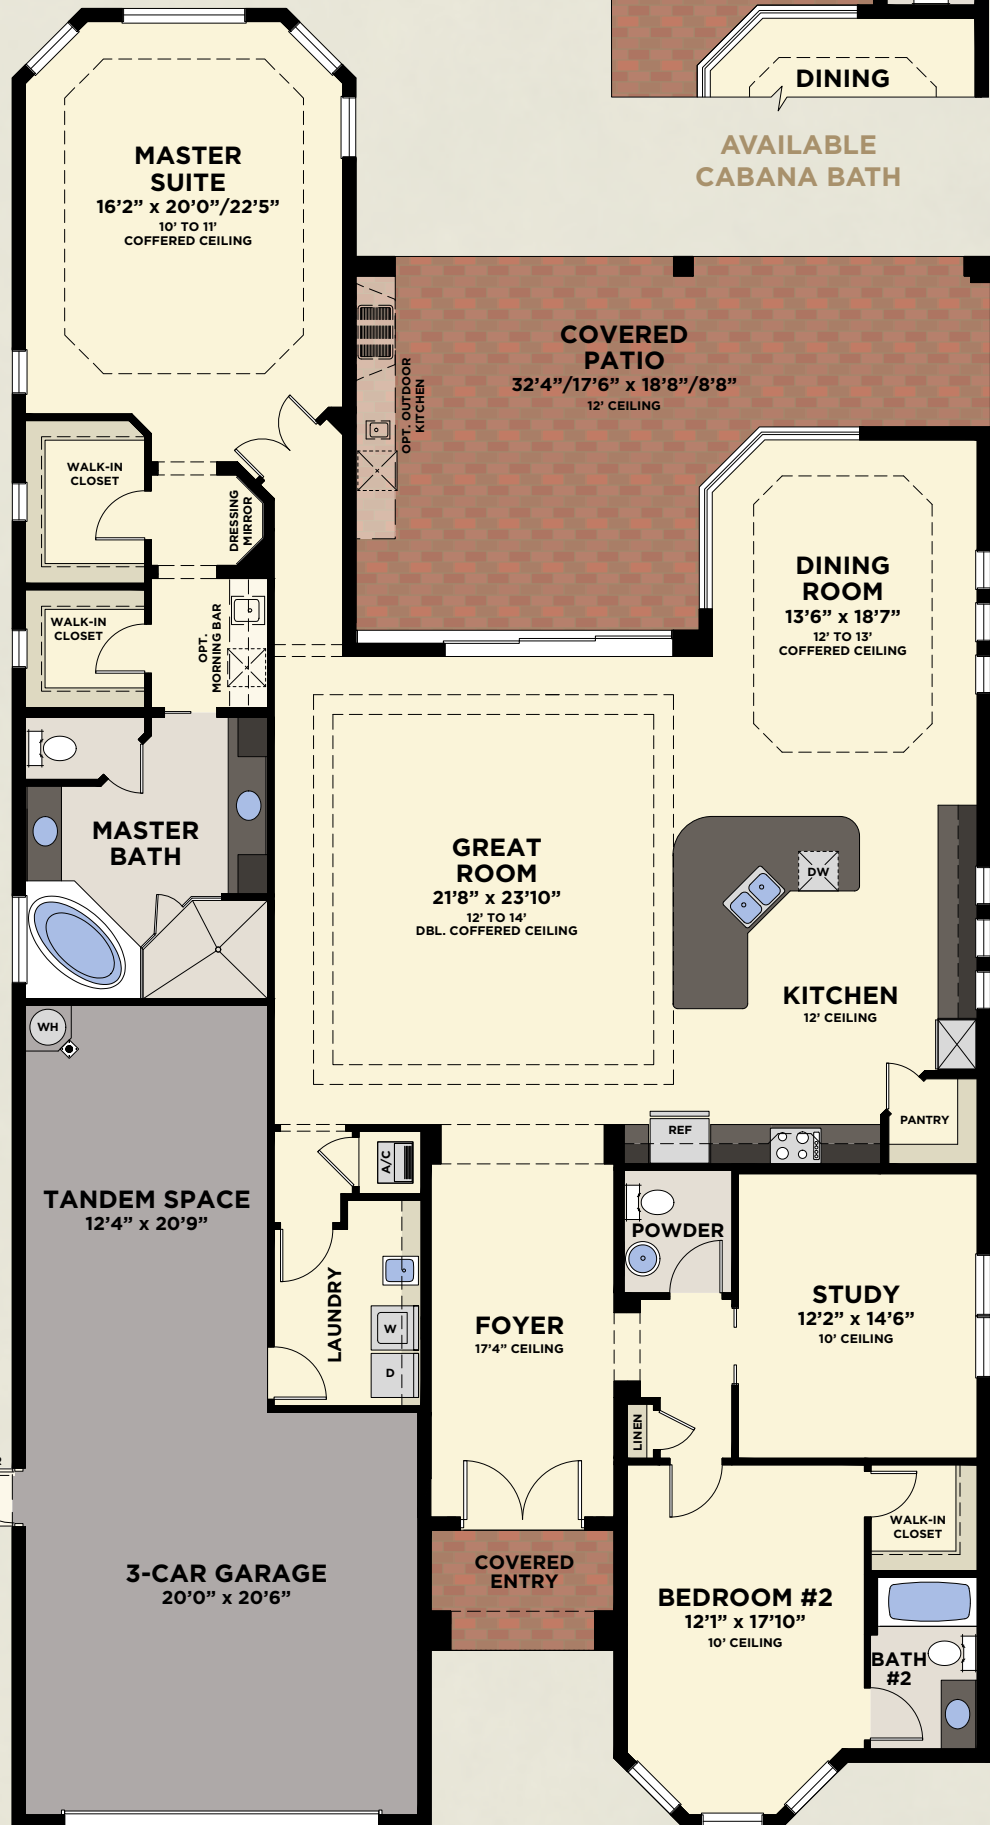 DINING
AVAILABLE
CABANA BATH
MASTER
SUITE
16'2” x 20'0”/22'5”
10' TO 11'
COFFERED CEILING
COVERED
PATIO
32'4”/17'6” x 18'8”/8'8”
12' CEILING
OPT. OUTDOOR
KITCHEN
WALK-IN
CLOSET
DRESSING
MIRROR
WALK-IN
CLOSET
OPT.
MORNING BAR
DINING
ROOM
13'6” x 18'7”
12' TO 13'
COFFERED CEILING
MASTER
BATH
GREAT
ROOM
21'8” x 23'10”
12' TO 14'
DBL. COFFERED CEILING
DW
KITCHEN
12' CEILING
WH
PANTRY
REF
A/C
TANDEM SPACE
12'4” x 20'9”
POWDER
LAUNDRY
W
D
FOYER
17'4” CEILING
STUDY
12'2” x 14'6”
10' CEILING
LINEN
WALK-IN
CLOSET
3-CAR GARAGE
20'0” x 20'6”
COVERED
ENTRY
BEDROOM #2
12'1” x 17'10”
10' CEILING
BATH
#2